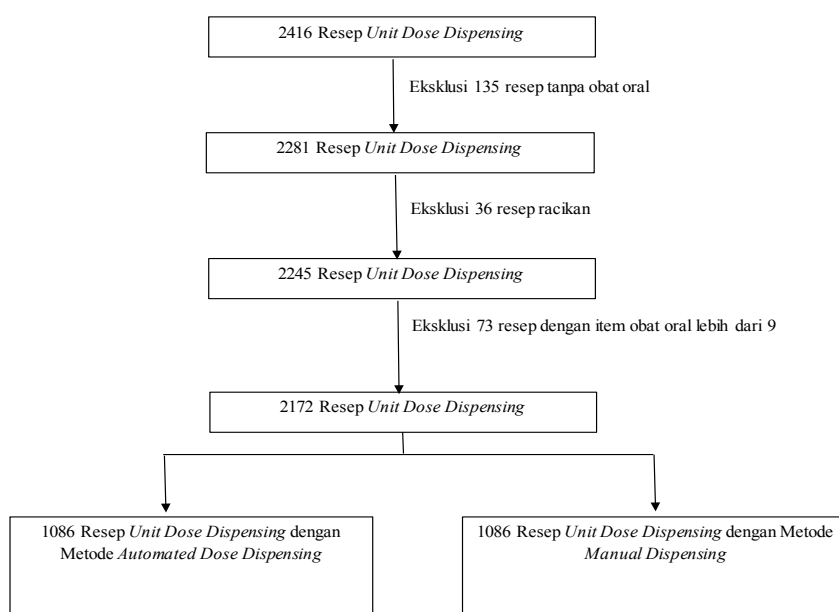 2416 Resep Unit Dose Dispensing
Eksklusi 135 resep tanpa obat oral
2281 Resep Unit Dose Dispensing
Eksklusi 36 resep racikan
2245 Resep Unit Dose Dispensing
Eksklusi 73 resep dengan item obat oral lebih dari 9
2172 Resep Unit Dose Dispensing
1086 Resep Unit Dose Dispensing dengan
Metode Automated Dose Dispensing
1086 Resep Unit Dose Dispensing dengan Metode
Manual Dispensing